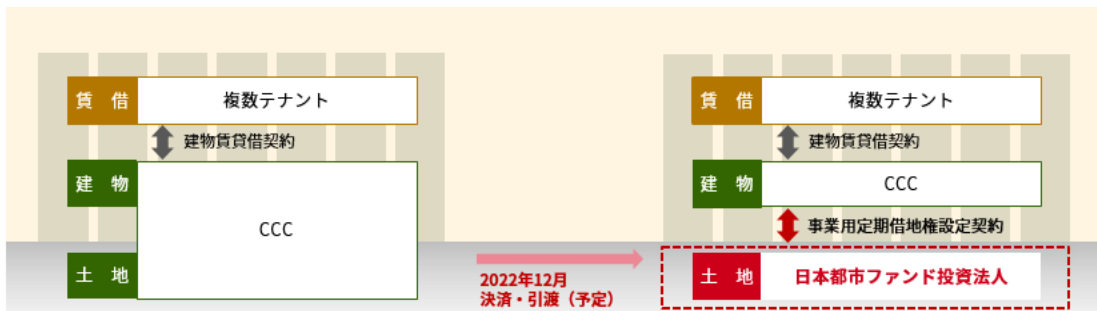 賃 借
複数テナント
建物賃貸借契約
建 物
CCC
土 地
2022年12月
決済・引渡（予定）
賃 借
複数テナント
建物賃貸借契約
建 物
CCC
事業用定期借地権設定契約
土 地
日本都市ファンド投資法人